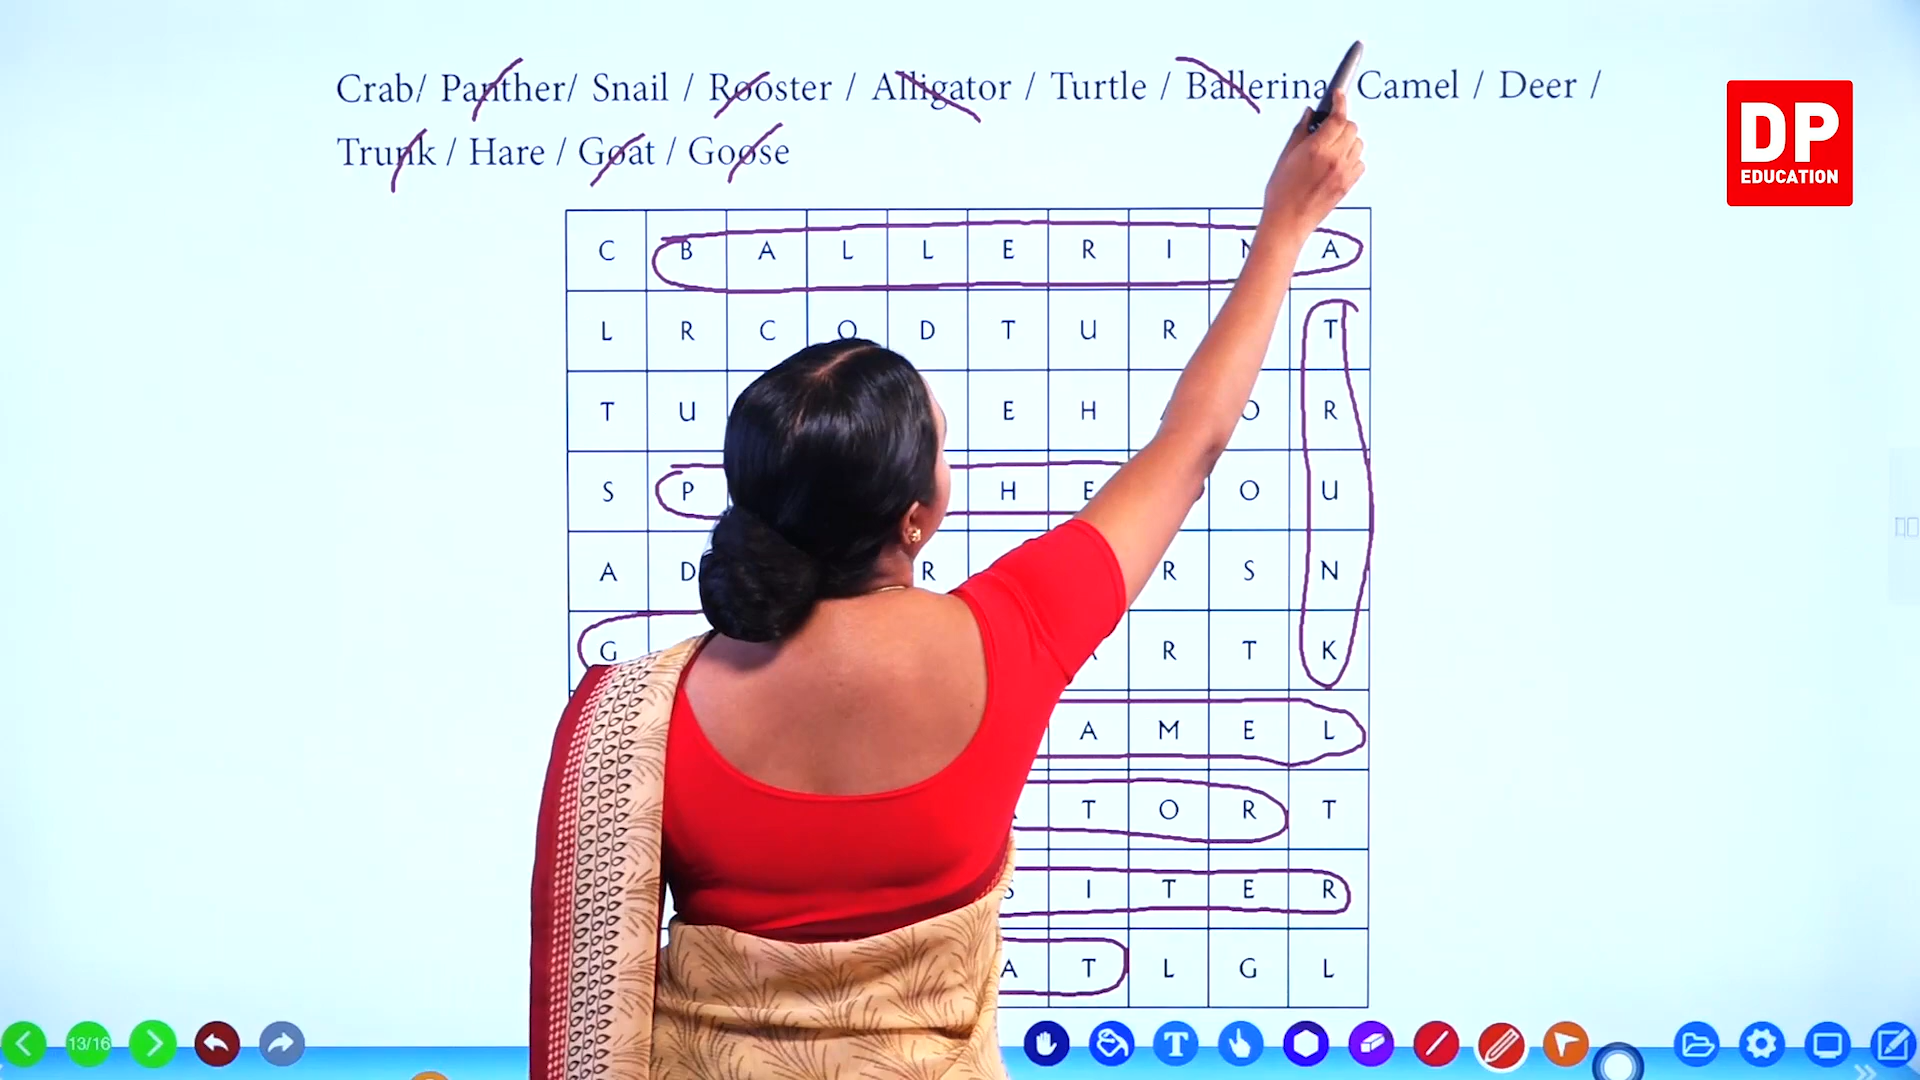 Crab/ Panther/ Snail / Rooster / Alligator / Turtle / Ballerina Camel / Deer /
Trunk / Hare / Goat / Goose
DP
EDUCATION
C B A L L E R I N A
L R C O D T U R T
T U E H O R
S P H E O U
A D R R S N
G R T K
A M E L
T O R T
S I T E R
A T L G L
13/16
T